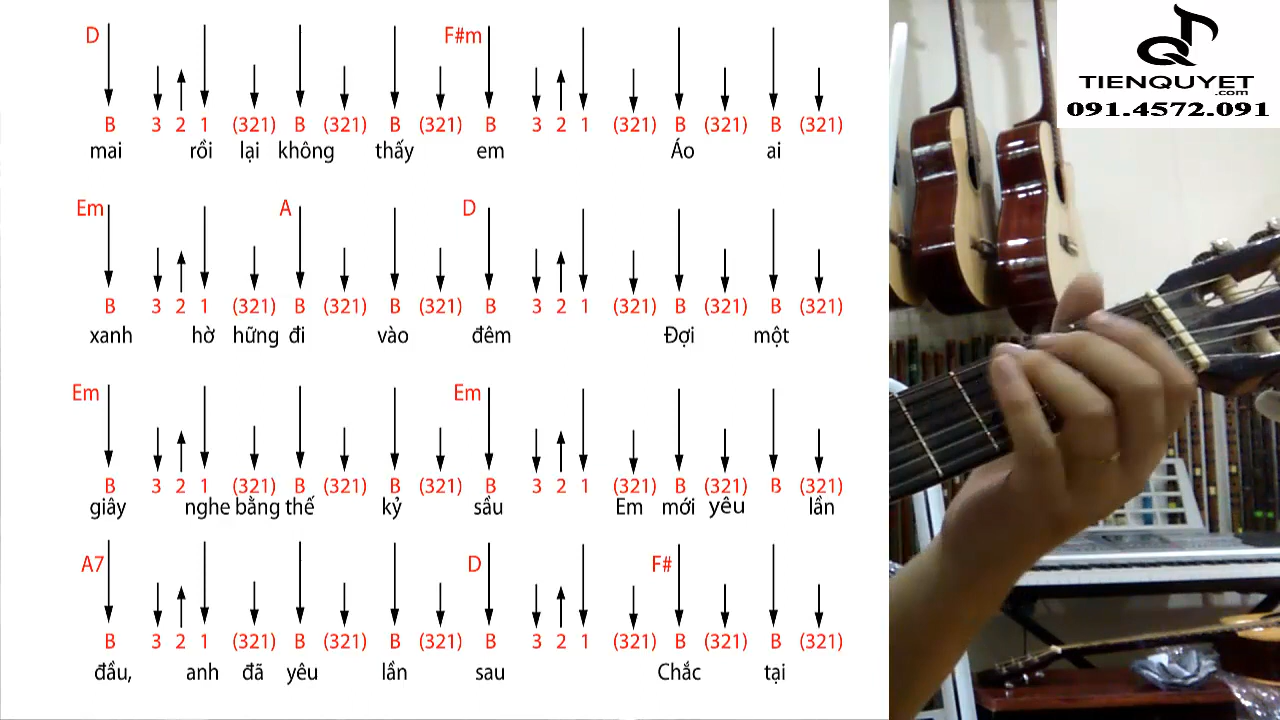 D F#m
B 3 2 1 (321) B (321) B (321) B 3 2 1 (321) B (321) B (321)
mai rồi lại không thấy em Áo ai
Em A D
B 3 2 1 (321) B (321) B (321) B 3 2 1 (321) B (321) B (321)
xanh hờ hững đi vào đêm Đợi một
Em Em
B 3 2 1 (321) B (321) B (321) B 3 2 1 (321) B (321) B (321)
giây nghe bằng thế kỷ sầu Em mới yêu lần
A7 D F#
B 3 2 1 (321) B (321) B (321) B 3 2 1 (321) B (321) B (321)
đầu, anh đã yêu lần sau Chắc tại
TIENQUYET
.com
091.4572.091